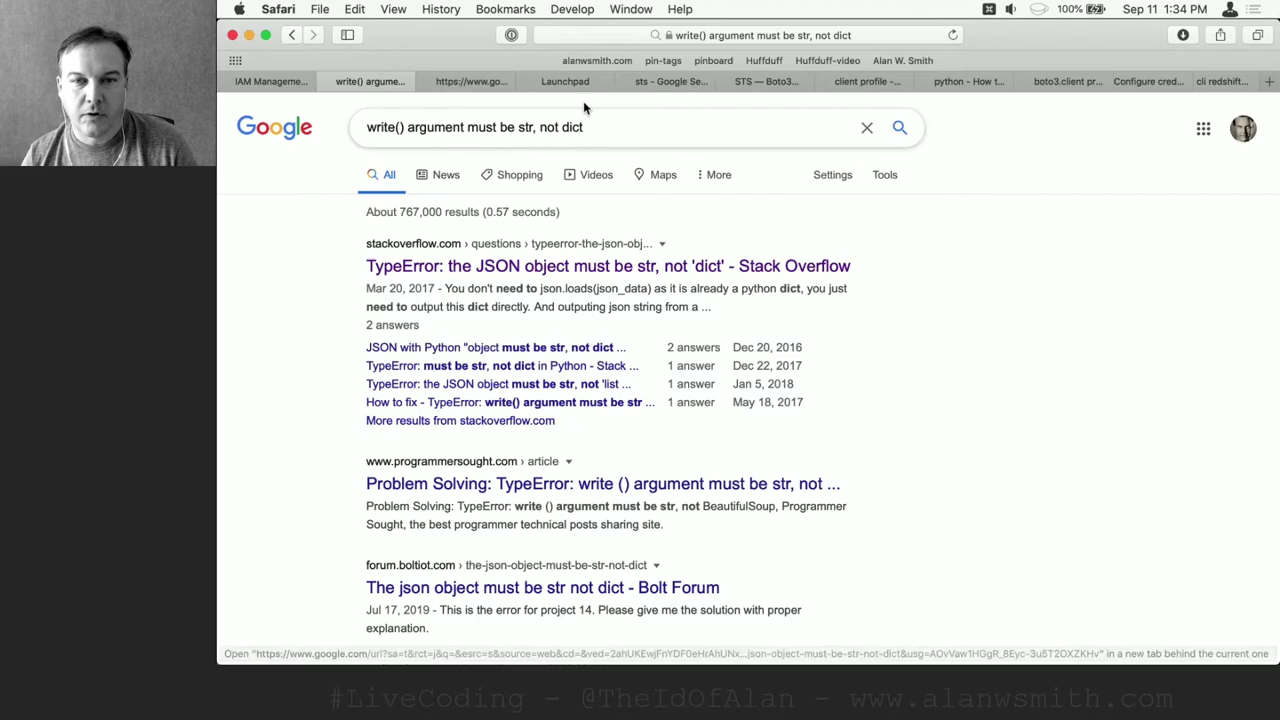 Safari File Edit View History Bookmarks Develop Window Help 100% Sep 11 1:34 PM
write() argument must be str, not dict
alanwsmith.com pin-tags pinboard Huffduff Huffduff-video Alan W. Smith
IAM Manageme... write() argume... https://www.go... Launchpad sts - Google Se... STS — Boto3... client profile -... python - How t... boto3.client pr... Configure cred... cli redshift...
Google write() argument must be str, not dict
All News Shopping Videos Maps More Settings Tools
About 767,000 results (0.57 seconds)
stackoverflow.com › questions › typeerror-the-json-obj...
TypeError: the JSON object must be str, not 'dict' - Stack Overflow
Mar 20, 2017 - You don't need to json.loads(json_data) as it is already a python dict, you just
need to output this dict directly. And outputing json string from a ...
2 answers
JSON with Python "object must be str, not dict ... 2 answers Dec 20, 2016
TypeError: must be str, not dict in Python - Stack ... 1 answer Dec 22, 2017
TypeError: the JSON object must be str, not 'list ... 1 answer Jan 5, 2018
How to fix - TypeError: write() argument must be str ... 1 answer May 18, 2017
More results from stackoverflow.com
www.programmersought.com › article
Problem Solving: TypeError: write () argument must be str, not ...
Problem Solving: TypeError: write () argument must be str, not BeautifulSoup, Programmer
Sought, the best programmer technical posts sharing site.
forum.boltiot.com › the-json-object-must-be-str-not-dict
The json object must be str not dict - Bolt Forum
Jul 17, 2019 - This is the error for project 14. Please give me the solution with proper
explanation.
Open "https://www.google.com/url?sa=t&rct=j&q=&esrc=s&source=web&cd=&ved=2ahUKEwjFnYDF0eHrAhUNx...json-object-must-be-str-not-dict&usg=AOvVaw1HGgR_8Eyc-3u5T2OXZKHv" in a new tab behind the current one
#LiveCoding - @TheIdOfAlan - www.alanwsmith.com